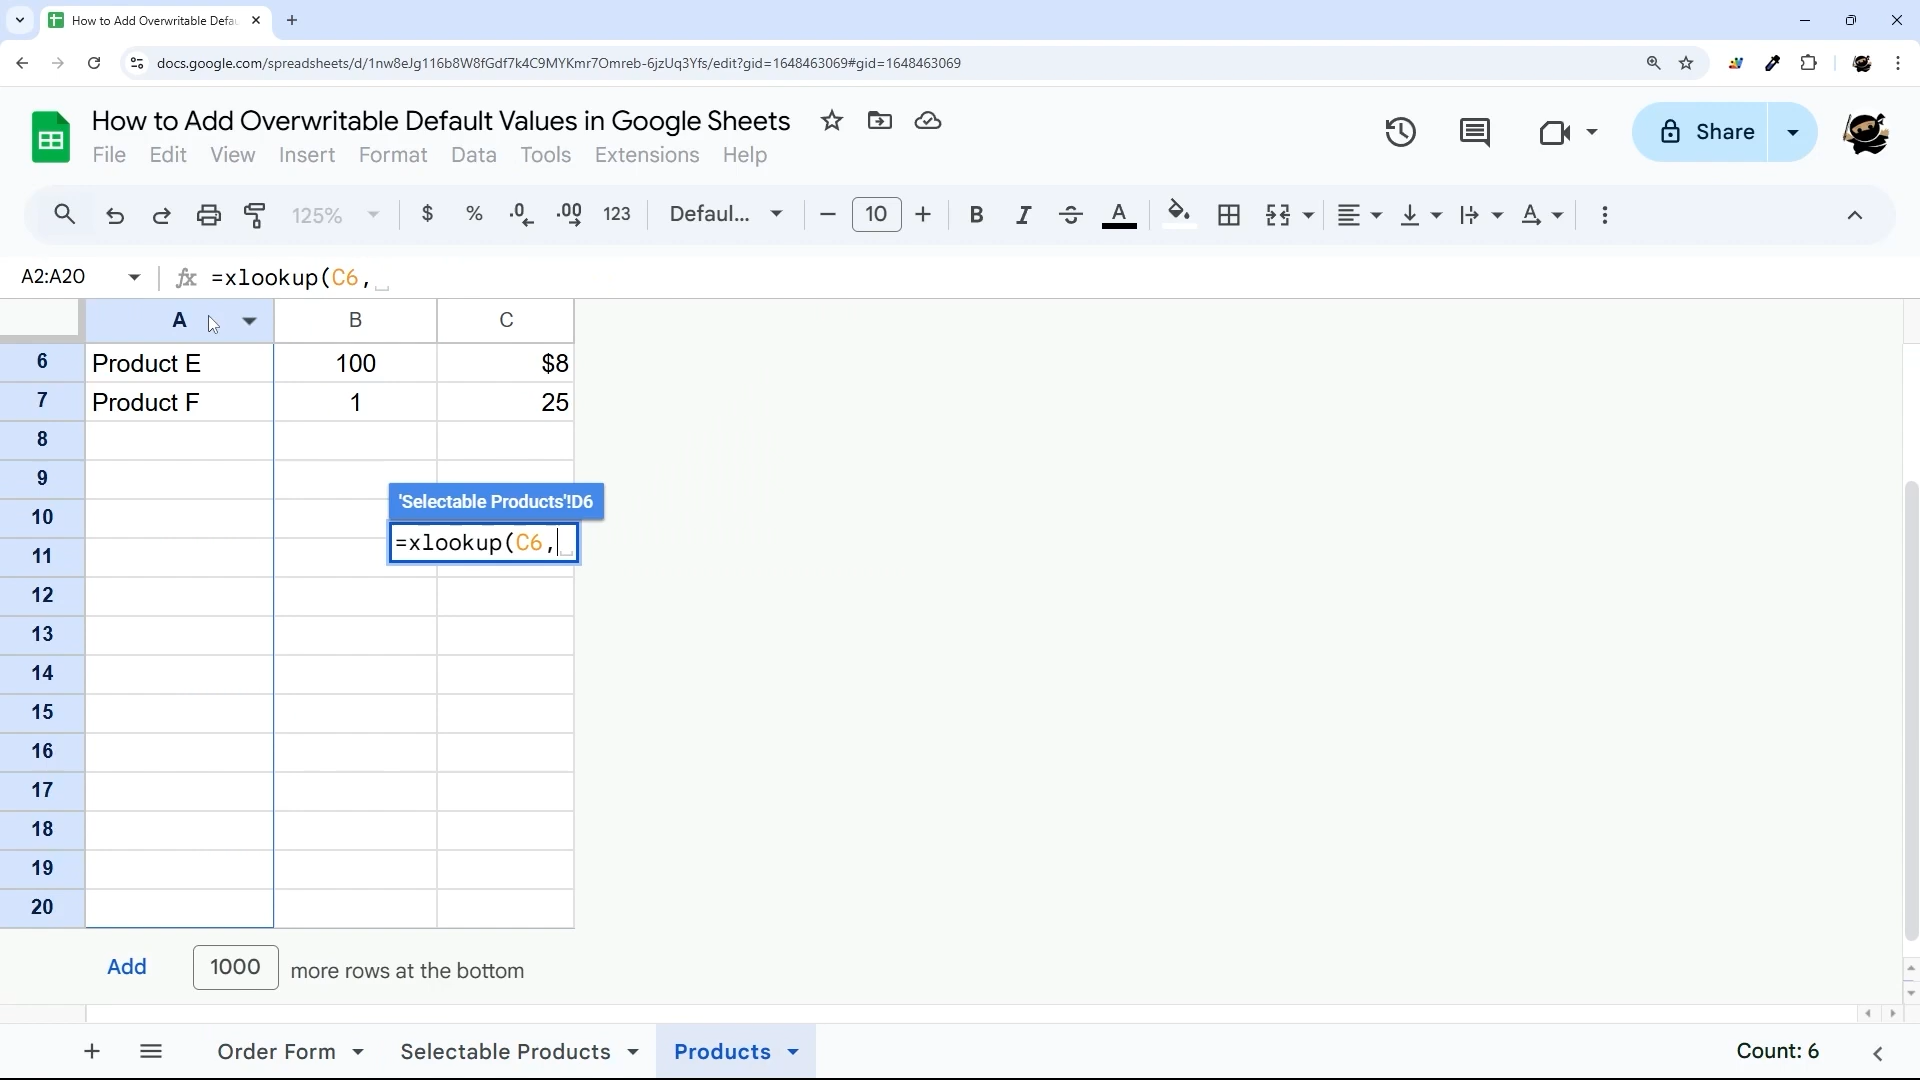 How to Add Overwritable Defau
docs.google.com/spreadsheets/d/1nw8eJg116b8W8fGdf7k4C9MYKmr7Omreb-6jzUq3Yfs/edit?gid=1648463069#gid=1648463069
How to Add Overwritable Default Values in Google Sheets
File Edit View Insert Format Data Tools Extensions Help
Share
125% $ % .0 .00 123 Defaul... 10 B I A
A2:A20 fx =xlookup(C6,
A B C
6 Product E 100 $8
7 Product F 1 25
8
9
'Selectable Products'!D6
10
=xlookup(C6,
11
12
13
14
15
16
17
18
19
20
Add 1000 more rows at the bottom
Order Form Selectable Products Products Count: 6